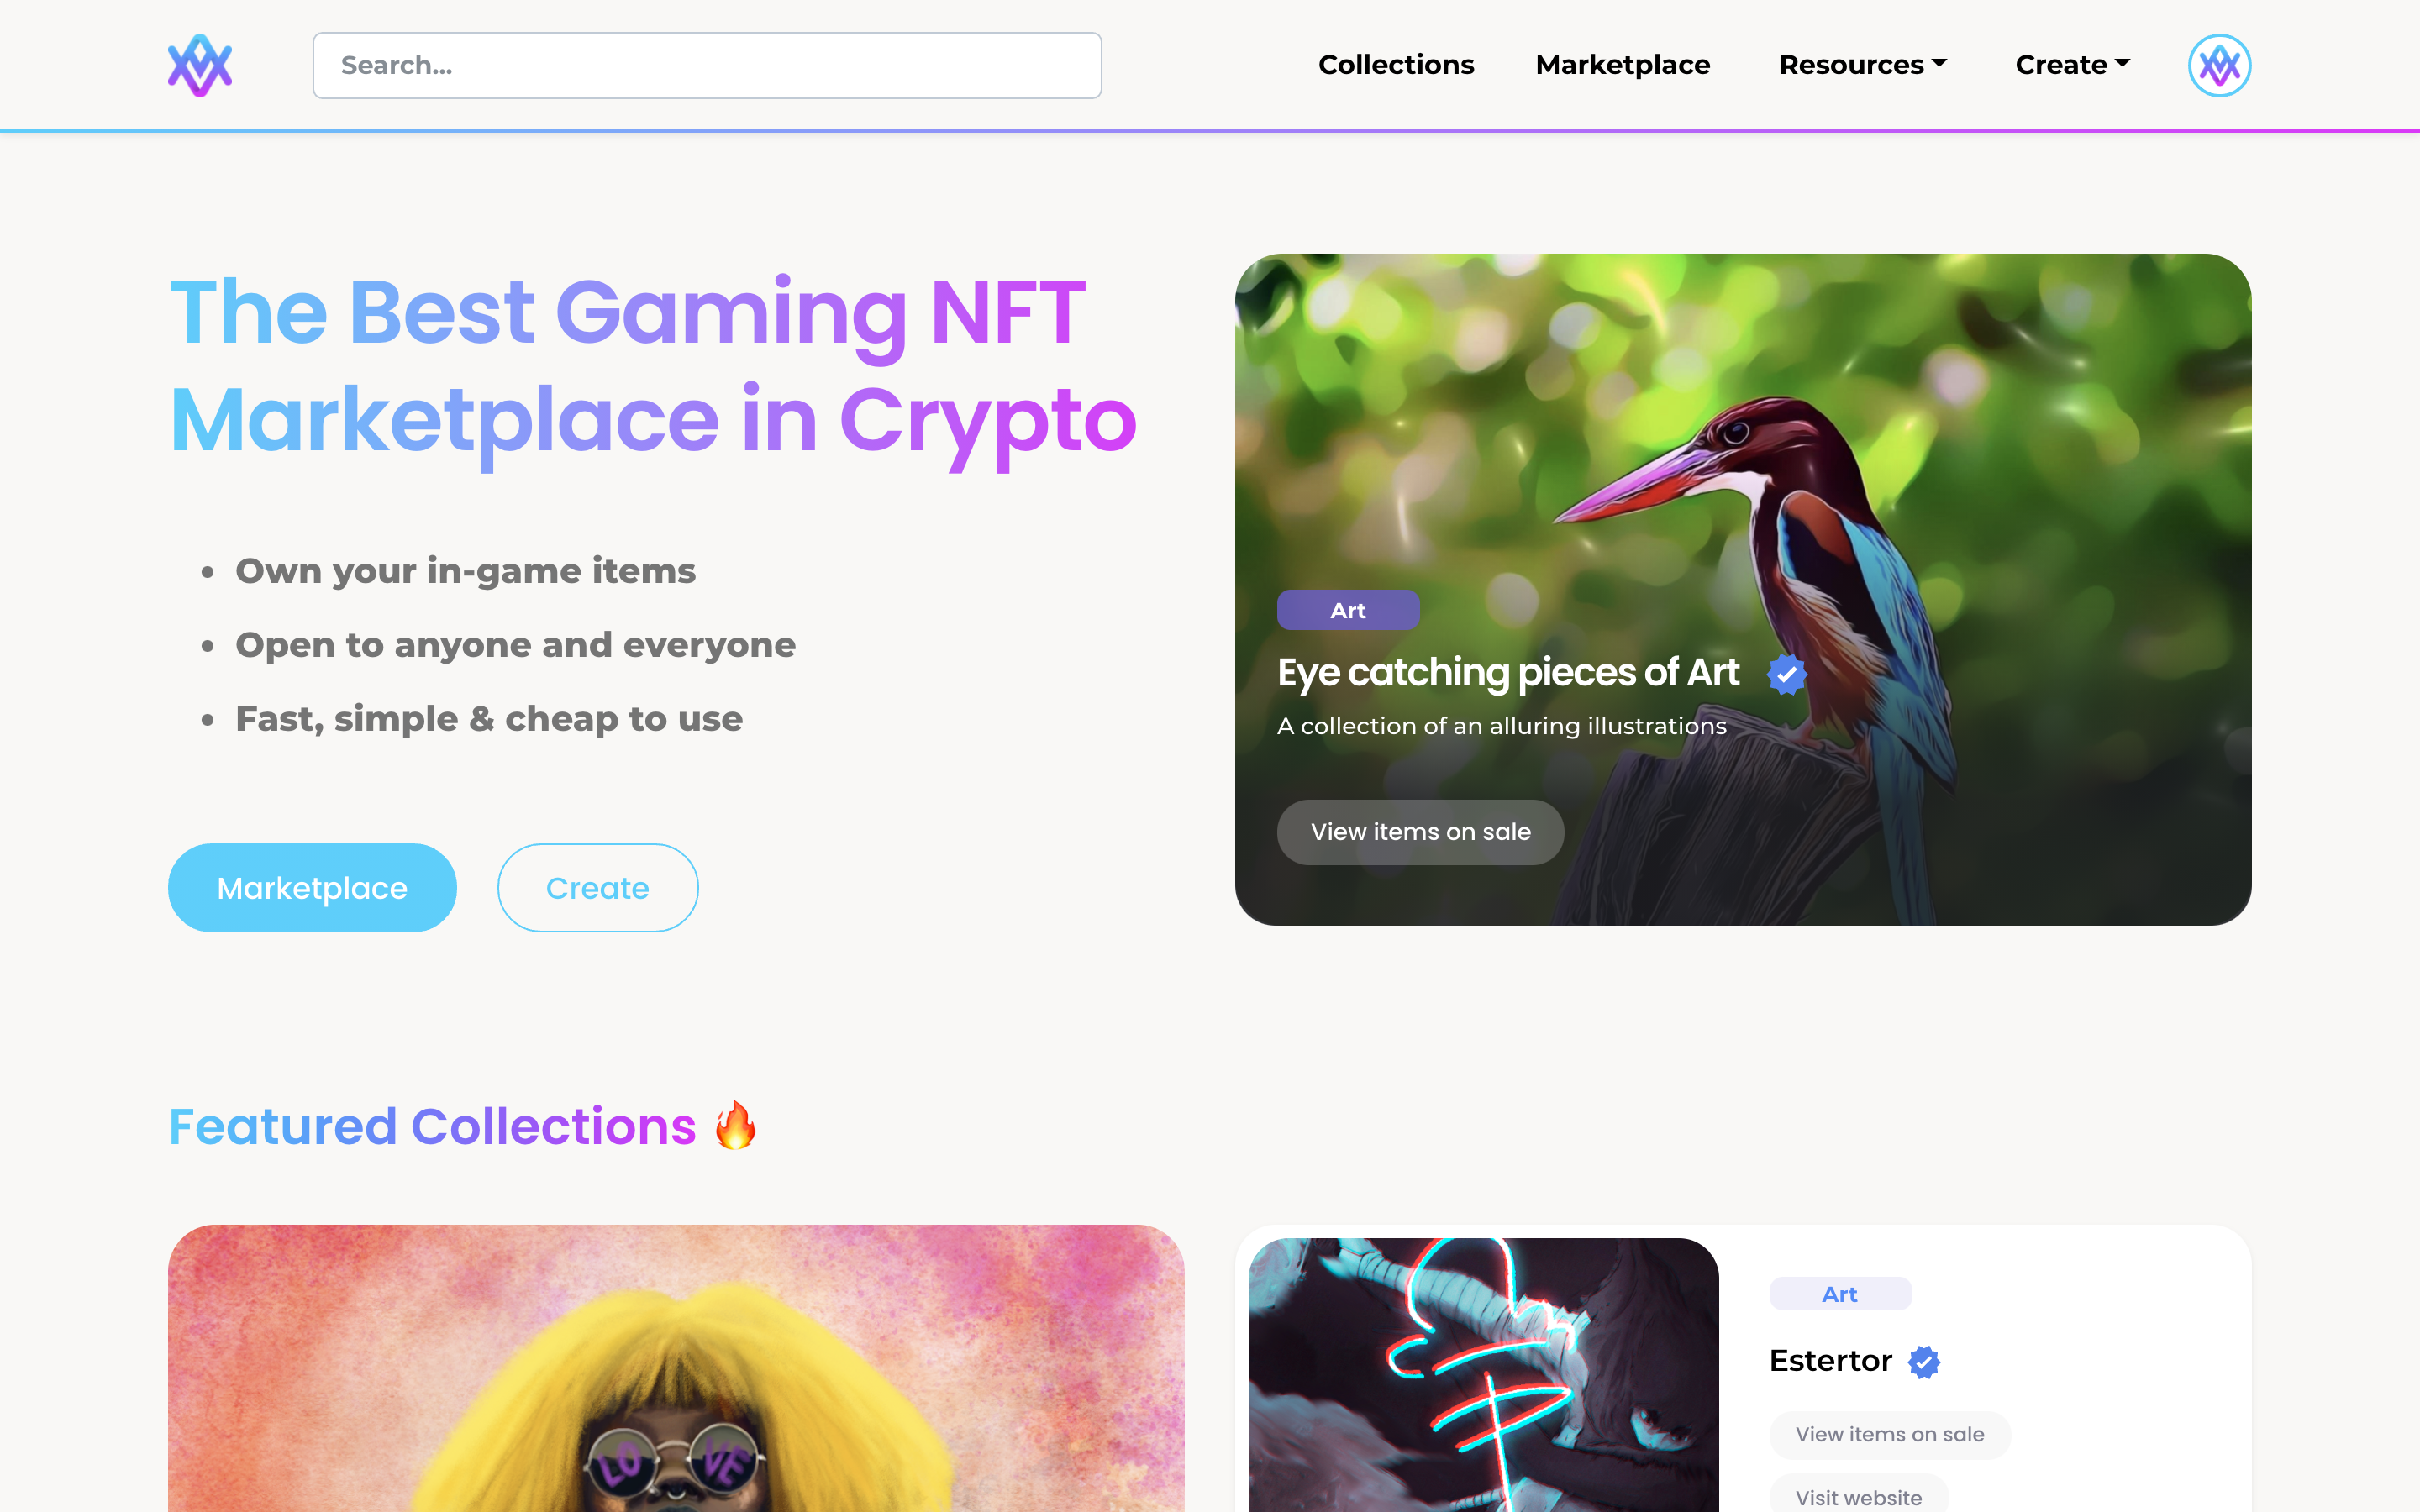 Search...
Collections
Marketplace
Resources
Create
The Best Gaming NFT
Marketplace in Crypto
• Own your in-game items
• Open to anyone and everyone
• Fast, simple & cheap to use
Marketplace
Create
Art
Eye catching pieces of Art
A collection of an alluring illustrations
View items on sale
Featured Collections 🔥
LO VE
Art
Estertor
View items on sale
Visit website